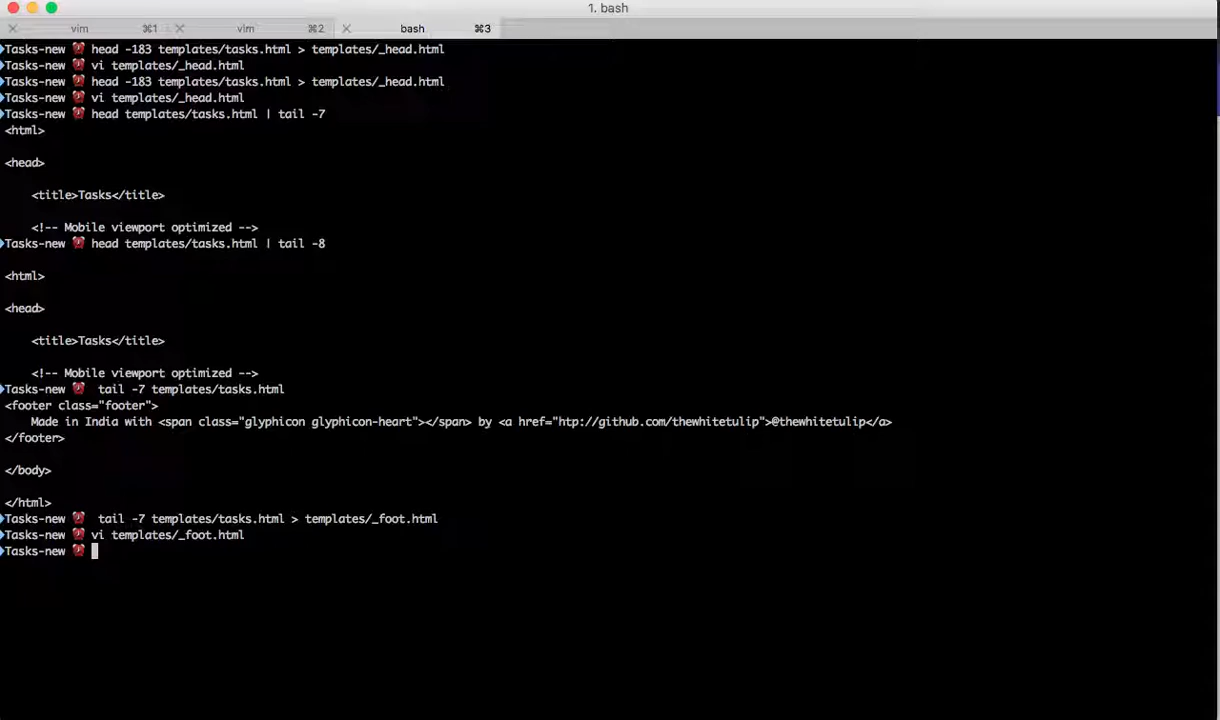 1. bash
vim ⌘1 vim ⌘2 bash ⌘3
Tasks-new ⏰ head -183 templates/tasks.html > templates/_head.html
Tasks-new ⏰ vi templates/_head.html
Tasks-new ⏰ head -183 templates/tasks.html > templates/_head.html
Tasks-new ⏰ vi templates/_head.html
Tasks-new ⏰ head templates/tasks.html | tail -7
<html>
<head>
<title>Tasks</title>
<!-- Mobile viewport optimized -->
Tasks-new ⏰ head templates/tasks.html | tail -8
<html>
<head>
<title>Tasks</title>
<!-- Mobile viewport optimized -->
Tasks-new ⏰ tail -7 templates/tasks.html
<footer class="footer">
Made in India with <span class="glyphicon glyphicon-heart"></span> by <a href="htp://github.com/thewhitetulip">@thewhitetulip</a>
</footer>
</body>
</html>
Tasks-new ⏰ tail -7 templates/tasks.html > templates/_foot.html
Tasks-new ⏰ vi templates/_foot.html
Tasks-new ⏰